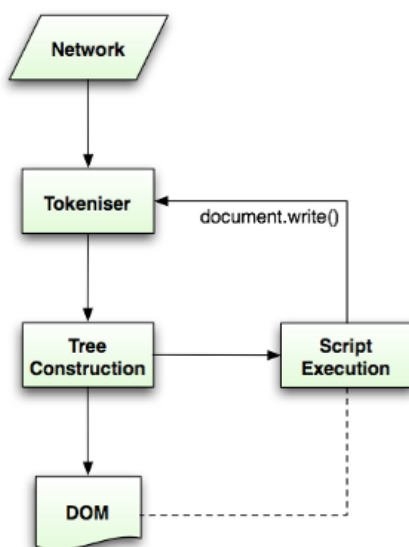 Network
Tokeniser
document.write()
Tree
Construction
Script
Execution
DOM